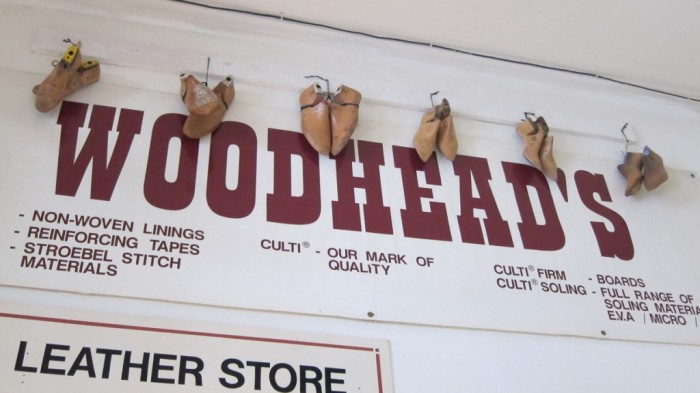 WOODHEAD'S
- NON-WOVEN LININGS
- REINFORCING TAPES
- STROEBEL STITCH
MATERIALS
CULTI® - OUR MARK OF
QUALITY
CULTI® FIRM - BOARDS
CULTI® SOLING - FULL RANGE OF
SOLING
E.V.A / MICRO /
LEATHER STORE